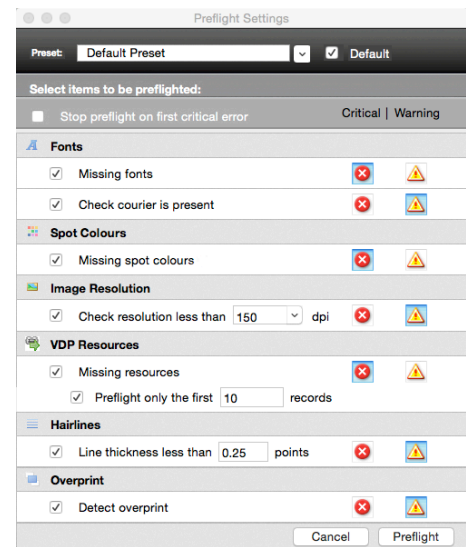 Preflight Settings
Preset: Default Preset Default
Select items to be preflighted:
Stop preflight on first critical error Critical | Warning
Fonts
Missing fonts
Check courier is present
Spot Colours
Missing spot colours
Image Resolution
Check resolution less than 150 dpi
VDP Resources
Missing resources
Preflight only the first 10 records
Hairlines
Line thickness less than 0.25 points
Overprint
Detect overprint
Cancel Preflight